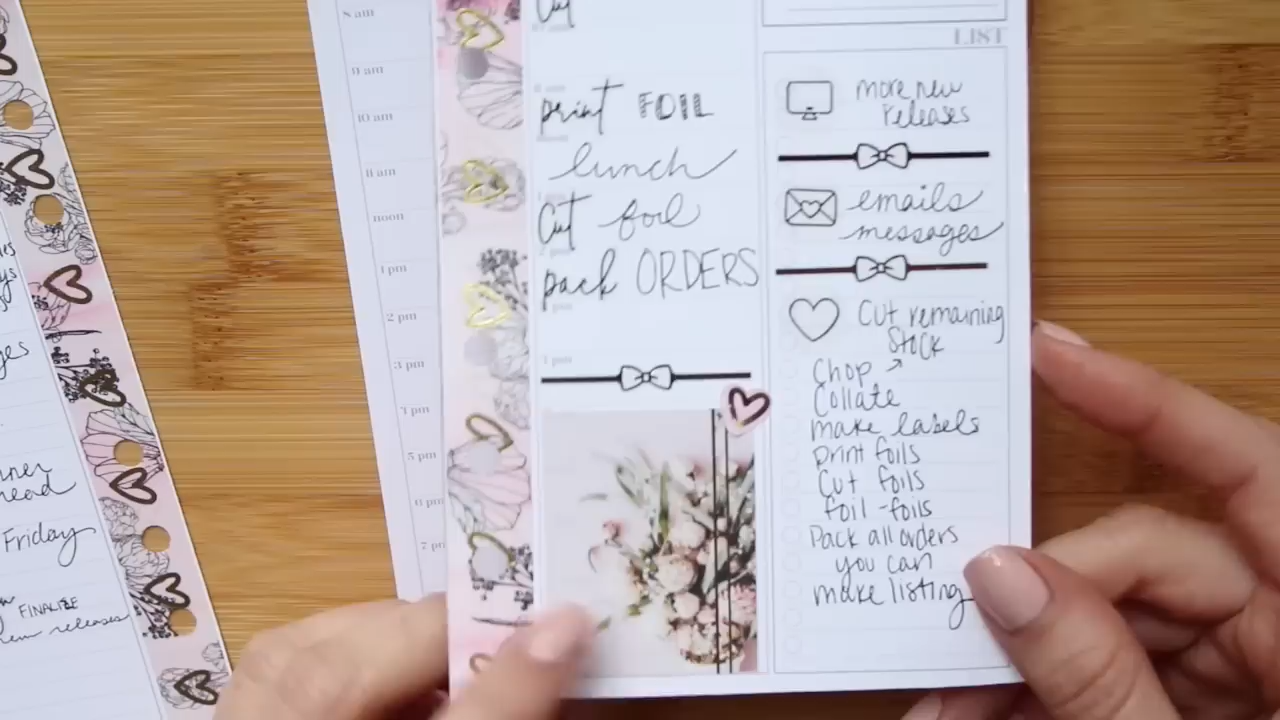 8 am
9 am
10 am
11 am
noon
1 pm
2 pm
3 pm
4 pm
5 pm
6 pm
7 pm
ges
Friday
FINALIZE
new releases
Cut
print FOIL
lunch
Cut foil
pack ORDERS
LIST
more new
releases
emails
messages
Cut remaining
Stock
Chop
Collate
make labels
print foils
Cut foils
foil-foils
Pack all orders
you can
make listing